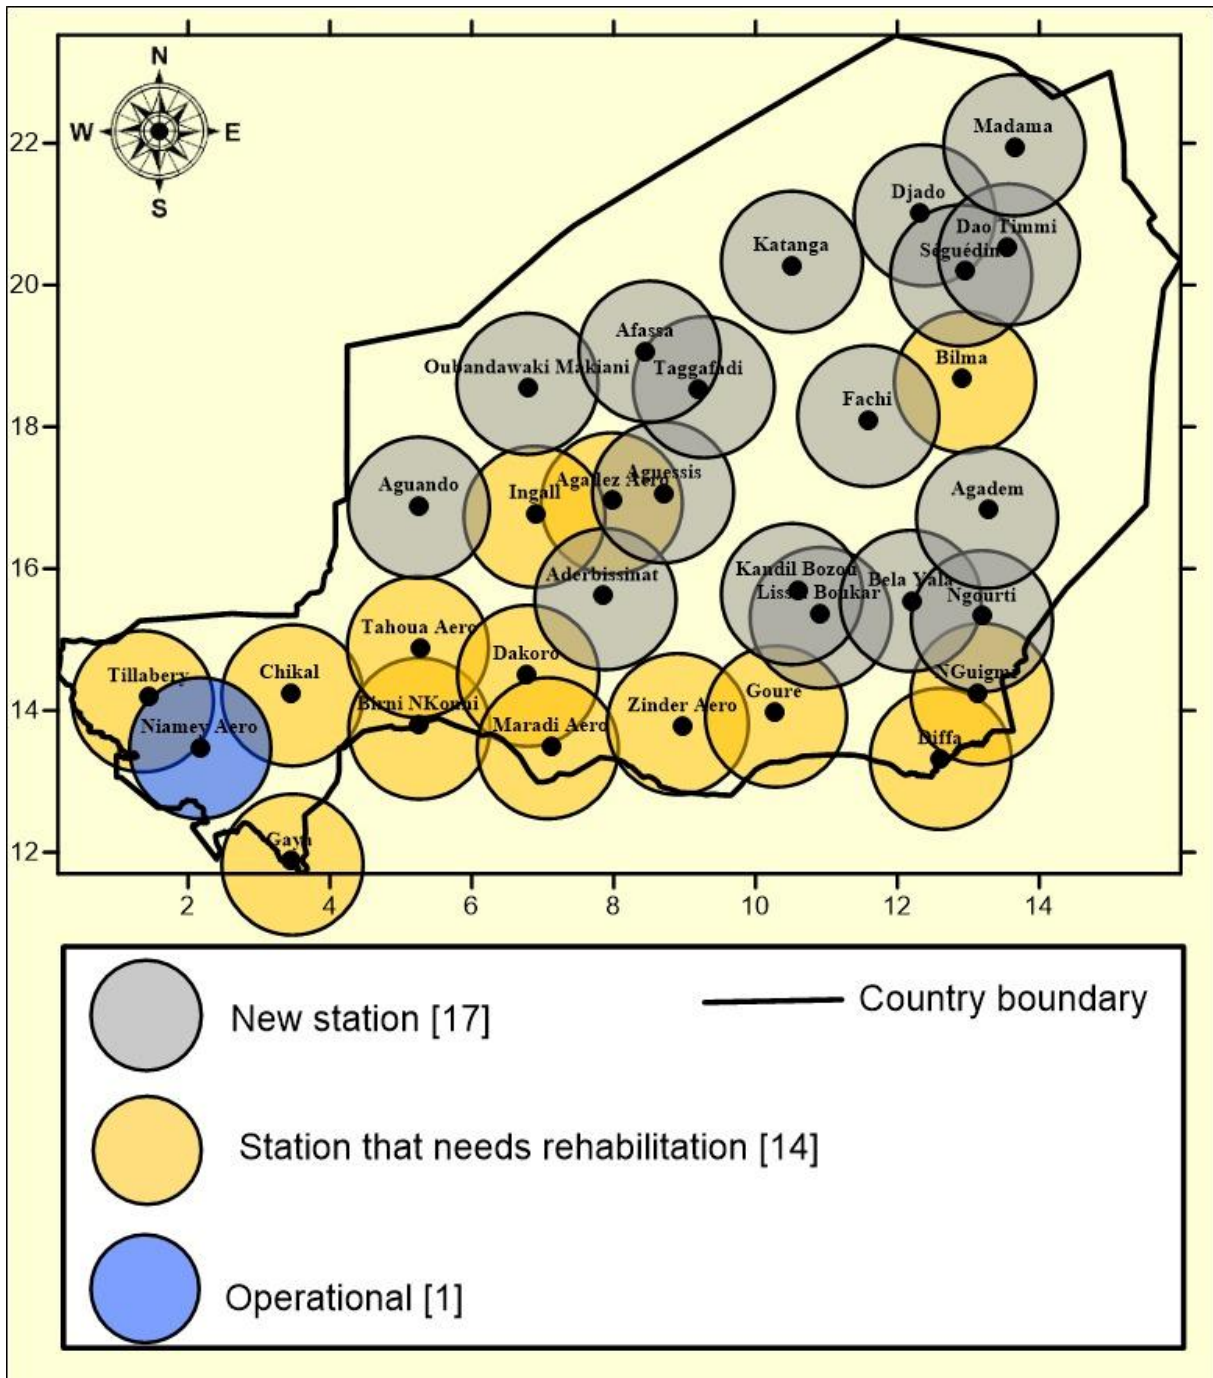 N
W E
S
22
20
18
16
14
12
Madama
Djado
Dao Timmi
Séguédine
Katanga
Afassa
Bilma
Oubandawaki Makiani
Taggafadi
Fachi
Aguando
Ingall
Agadez Aero
Aguessis
Agadem
Aderbissinat
Kandil Bozou
Lissa Boukar
Bela Yala
Ngourti
Tahoua Aero
Tillabery
Chikal
Dakoro
NGuigmi
Goure
Birni NKonni
Zinder Aero
Niamey Aero
Maradi Aero
Diffa
Gaya
2 4 6 8 10 12 14
New station [17]
Country boundary
Station that needs rehabilitation [14]
Operational [1]